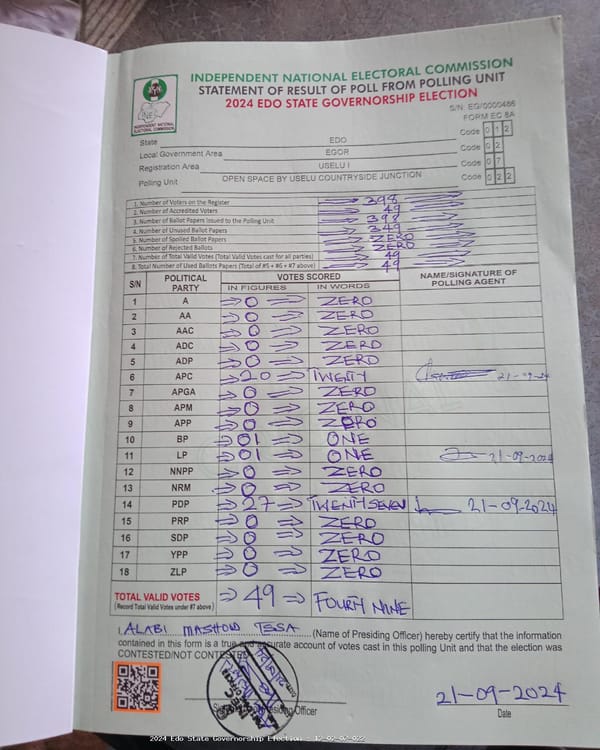 INDEPENDENT NATIONAL ELECTORAL COMMISSION
STATEMENT OF RESULT OF POLL FROM POLLING UNIT
2024 EDO STATE GOVERNORSHIP ELECTION
INDEPENDENT NATIONAL ELECTORAL COMMISSION
S/N: EG/0000486
FORM EC 8A
State EDO Code 0 1 2
Local Government Area EGOR Code 0 2
Registration Area USELU I Code 0 7
Polling Unit OPEN SPACE BY USELU COUNTRYSIDE JUNCTION Code 0 2 2
1. Number of Voters on the Register 398
2. Number of Accredited Voters 49
3. Number of Ballot Papers Issued to the Polling Unit 398
4. Number of Unused Ballot Papers 349
5. Number of Spoiled Ballot Papers ZERO
6. Number of Rejected Ballots ZERO
7. Number of Total Valid Votes (Total Valid Votes cast for all parties) 49
8. Total Number of Used Ballots Papers (Total of #5 + #6 + #7 above) 49
S/N POLITICAL PARTY VOTES SCORED NAME/SIGNATURE OF POLLING AGENT
IN FIGURES IN WORDS
1 A 0 ZERO
2 AA 0 ZERO
3 AAC 0 ZERO
4 ADC 0 ZERO
5 ADP 0 ZERO
6 APC 20 TWENTY 21-09-24
7 APGA 0 ZERO
8 APM 0 ZERO
9 APP 0 ZERO
10 BP 01 ONE
11 LP 01 ONE 21-09-2024
12 NNPP 0 ZERO
13 NRM 0 ZERO
14 PDP 27 TWENTY SEVEN 21-09-2024
15 PRP 0 ZERO
16 SDP 0 ZERO
17 YPP 0 ZERO
18 ZLP 0 ZERO
TOTAL VALID VOTES 49 FOURTH NINE
(Record Total Valid Votes under #7 above)
I, ALABI (Name of Presiding Officer) hereby certify that the information
contained in this form is a true and accurate account of votes cast in this polling Unit and that the election was
CONTESTED/NOT CONTESTED
21-09-2024
Officer
Date
2024 Edo State Governorship Election - 12-02-07-022